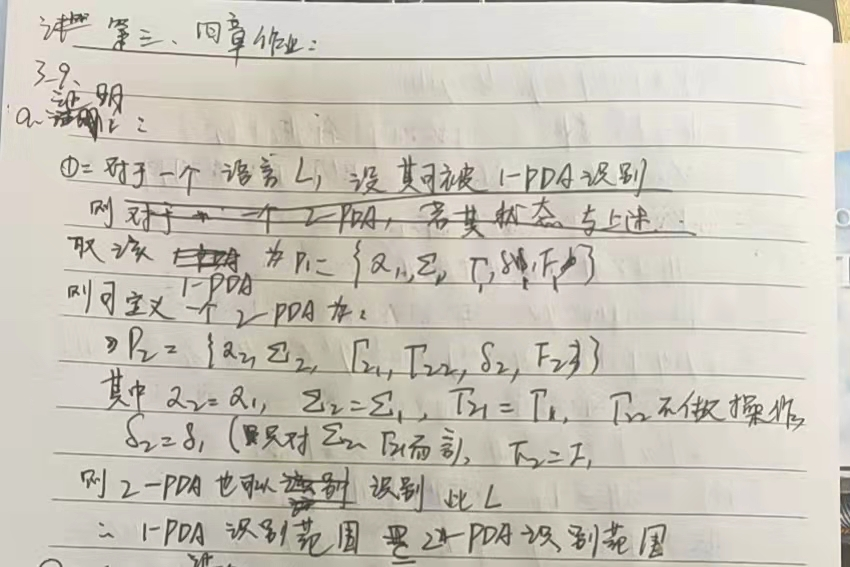 第三、四章作业:
3-9、
证明
a、:
①: 对于一个语言L, 设其可被1-PDA识别
则对于一个2-PDA, 若其状态与上述
取该 为P₁={Q₁,Σ₁,Γ₁,δ₁,F₁}
1-PDA
则可定义一个2-PDA为:
P₂={Q₂,Σ₂,Γ₂₁,Γ₂₂,δ₂,F₂}
其中Q₂=Q₁, Σ₂=Σ₁, Γ₂₁=Γ₁, Γ₂₂不做操作,
δ₂=δ₁ (只对Σ₂、Γ₂₁而言), F₂=F₁
则2-PDA也可以识别此L
∴ 1-PDA识别范围 2-PDA识别范围